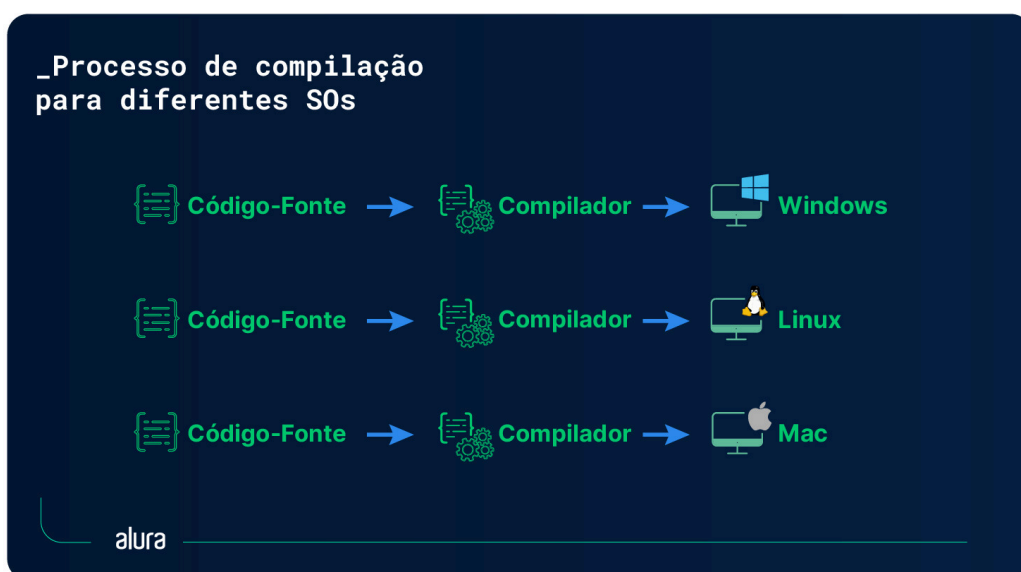 _Processo de compilação
para diferentes SOs
Código-Fonte Compilador Windows
Código-Fonte Compilador Linux
Código-Fonte Compilador Mac
alura